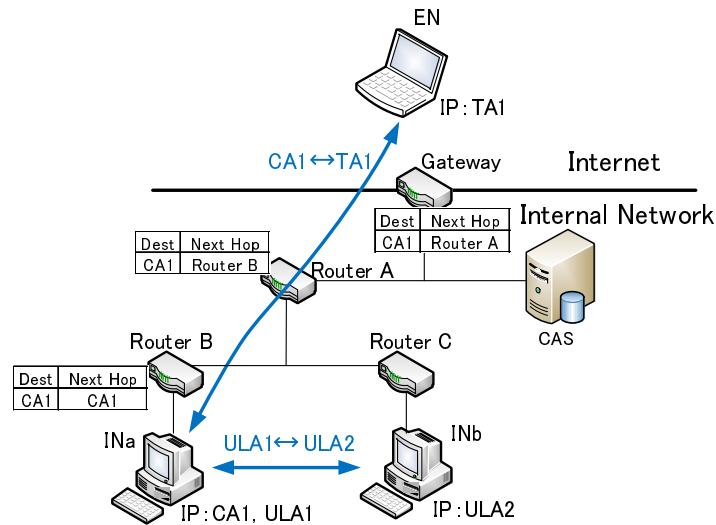 EN
IP:TA1
CA1↔TA1
Gateway
Internet
Internal Network
Dest Next Hop
CA1 Router A
Dest Next Hop
CA1 Router B
Router A
CAS
Router B
Router C
Dest Next Hop
CA1 CA1
INa
ULA1↔ULA2
INb
IP:CA1, ULA1
IP:ULA2